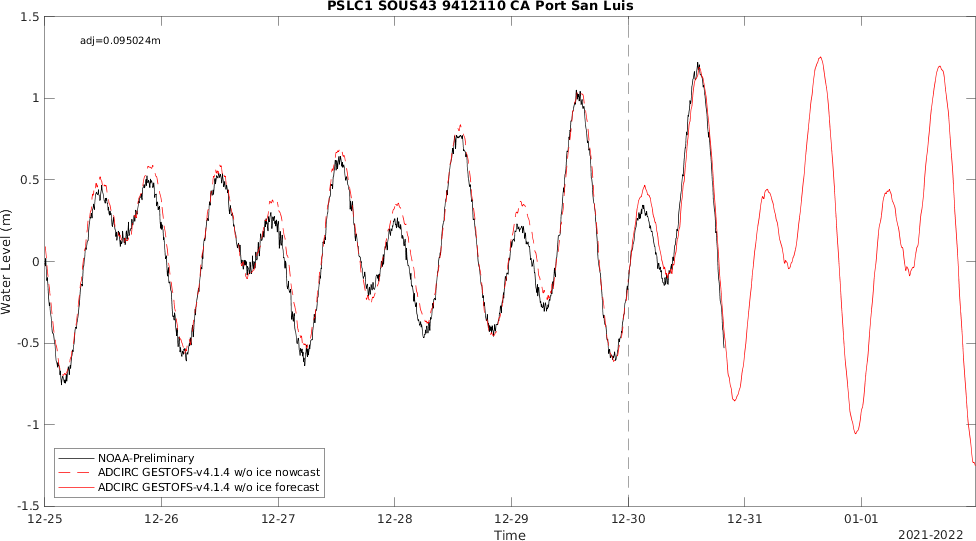 PSLC1 SOUS43 9412110 CA Port San Luis
1.5
adj=0.095024m
1
0.5
0
-0.5
-1
-1.5
Water Level (m)
NOAA-Preliminary
ADCIRC GESTOFS-v4.1.4 w/o ice nowcast
ADCIRC GESTOFS-v4.1.4 w/o ice forecast
12-25 12-26 12-27 12-28 12-29 12-30 12-31 01-01
Time
2021-2022